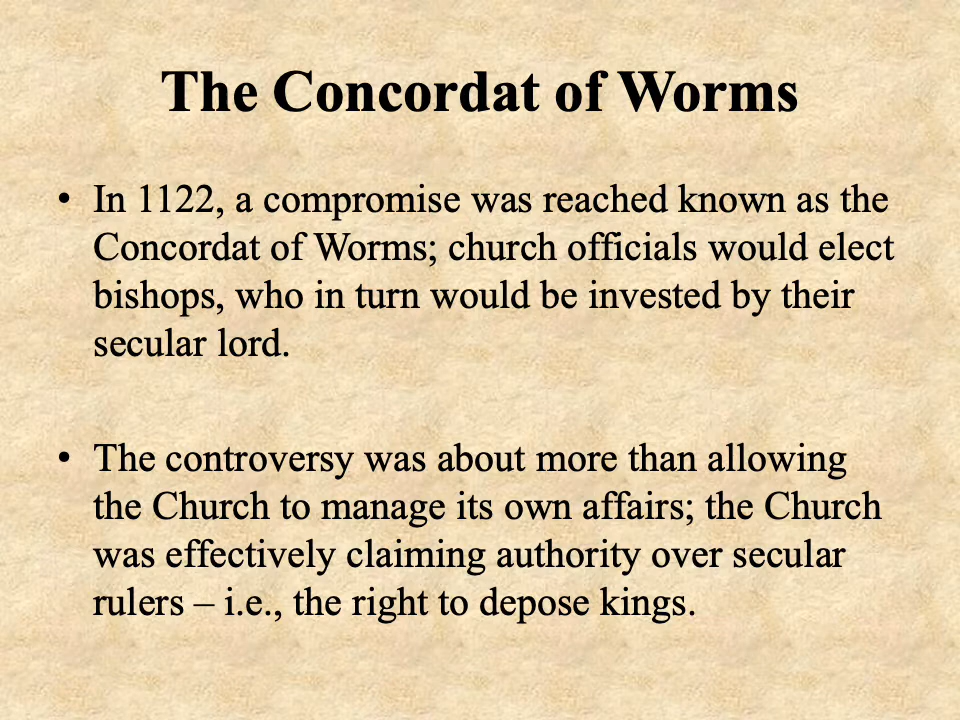 The Concordat of Worms
• In 1122, a compromise was reached known as the
Concordat of Worms; church officials would elect
bishops, who in turn would be invested by their
secular lord.
• The controversy was about more than allowing
the Church to manage its own affairs; the Church
was effectively claiming authority over secular
rulers – i.e., the right to depose kings.